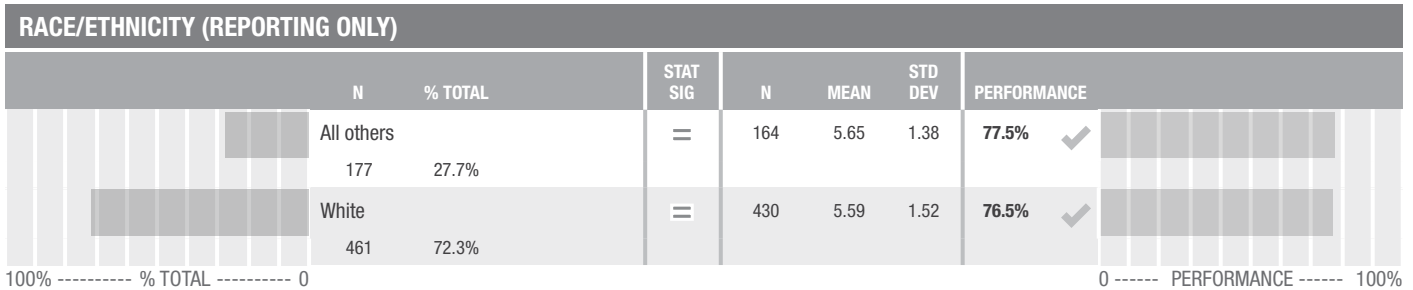 RACE/ETHNICITY (REPORTING ONLY)
N % TOTAL STAT SIG N MEAN STD DEV PERFORMANCE
All others = 164 5.65 1.38 77.5%
177 27.7%
White = 430 5.59 1.52 76.5%
461 72.3%
100% ---------- % TOTAL ---------- 0 0 ------ PERFORMANCE ------ 100%